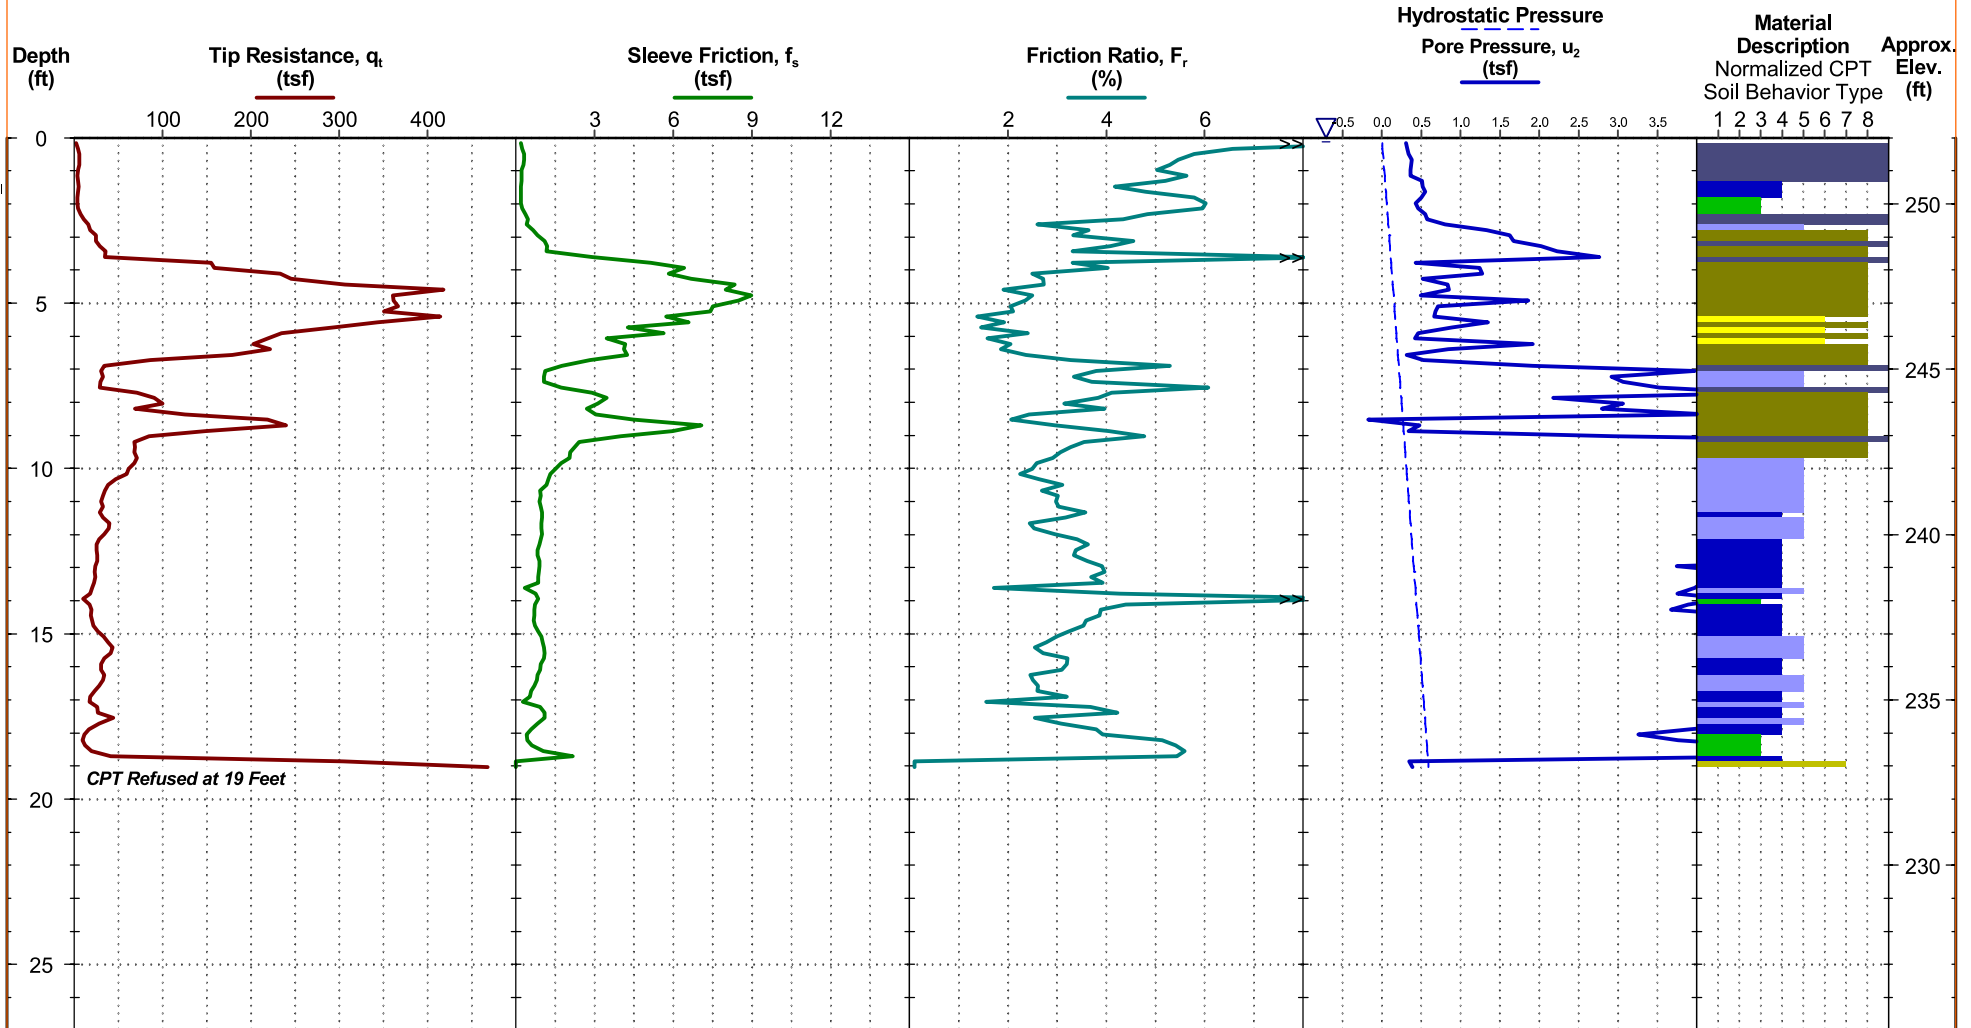 Hydrostatic Pressure
Material
Description
Depth
(ft)
Tip Resistance, qt
(tsf)
Sleeve Friction, fs
(tsf)
Friction Ratio, Fr
(%)
Pore Pressure, u2
(tsf)
Normalized CPT
Soil Behavior Type
Approx.
Elev.
(ft)
100 200 300 400
3 6 9 12
2 4 6
-0.5 0.0 0.5 1.0 1.5 2.0 2.5 3.0 3.5
1 2 3 4 5 6 7 8
0
>>
250
>>
5
245
10
240
>>
15
235
CPT Refused at 19 Feet
20
230
25